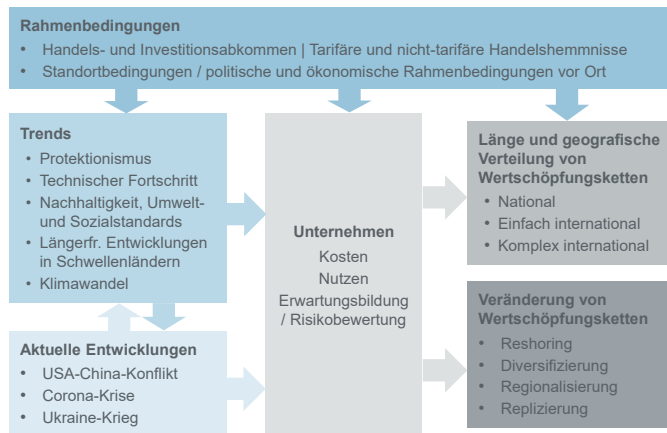 Rahmenbedingungen
• Handels- und Investitionsabkommen | Tarifäre und nicht-tarifäre Handelshemmnisse
• Standortbedingungen / politische und ökonomische Rahmenbedingungen vor Ort
Trends
• Protektionismus
• Technischer Fortschritt
• Nachhaltigkeit, Umwelt-
und Sozialstandards
• Längerfr. Entwicklungen
in Schwellenländern
• Klimawandel
Aktuelle Entwicklungen
• USA-China-Konflikt
• Corona-Krise
• Ukraine-Krieg
Unternehmen
Kosten
Nutzen
Erwartungsbildung
/ Risikobewertung
Länge und geografische
Verteilung von
Wertschöpfungsketten
• National
• Einfach international
• Komplex international
Veränderung von
Wertschöpfungsketten
• Reshoring
• Diversifizierung
• Regionalisierung
• Replizierung